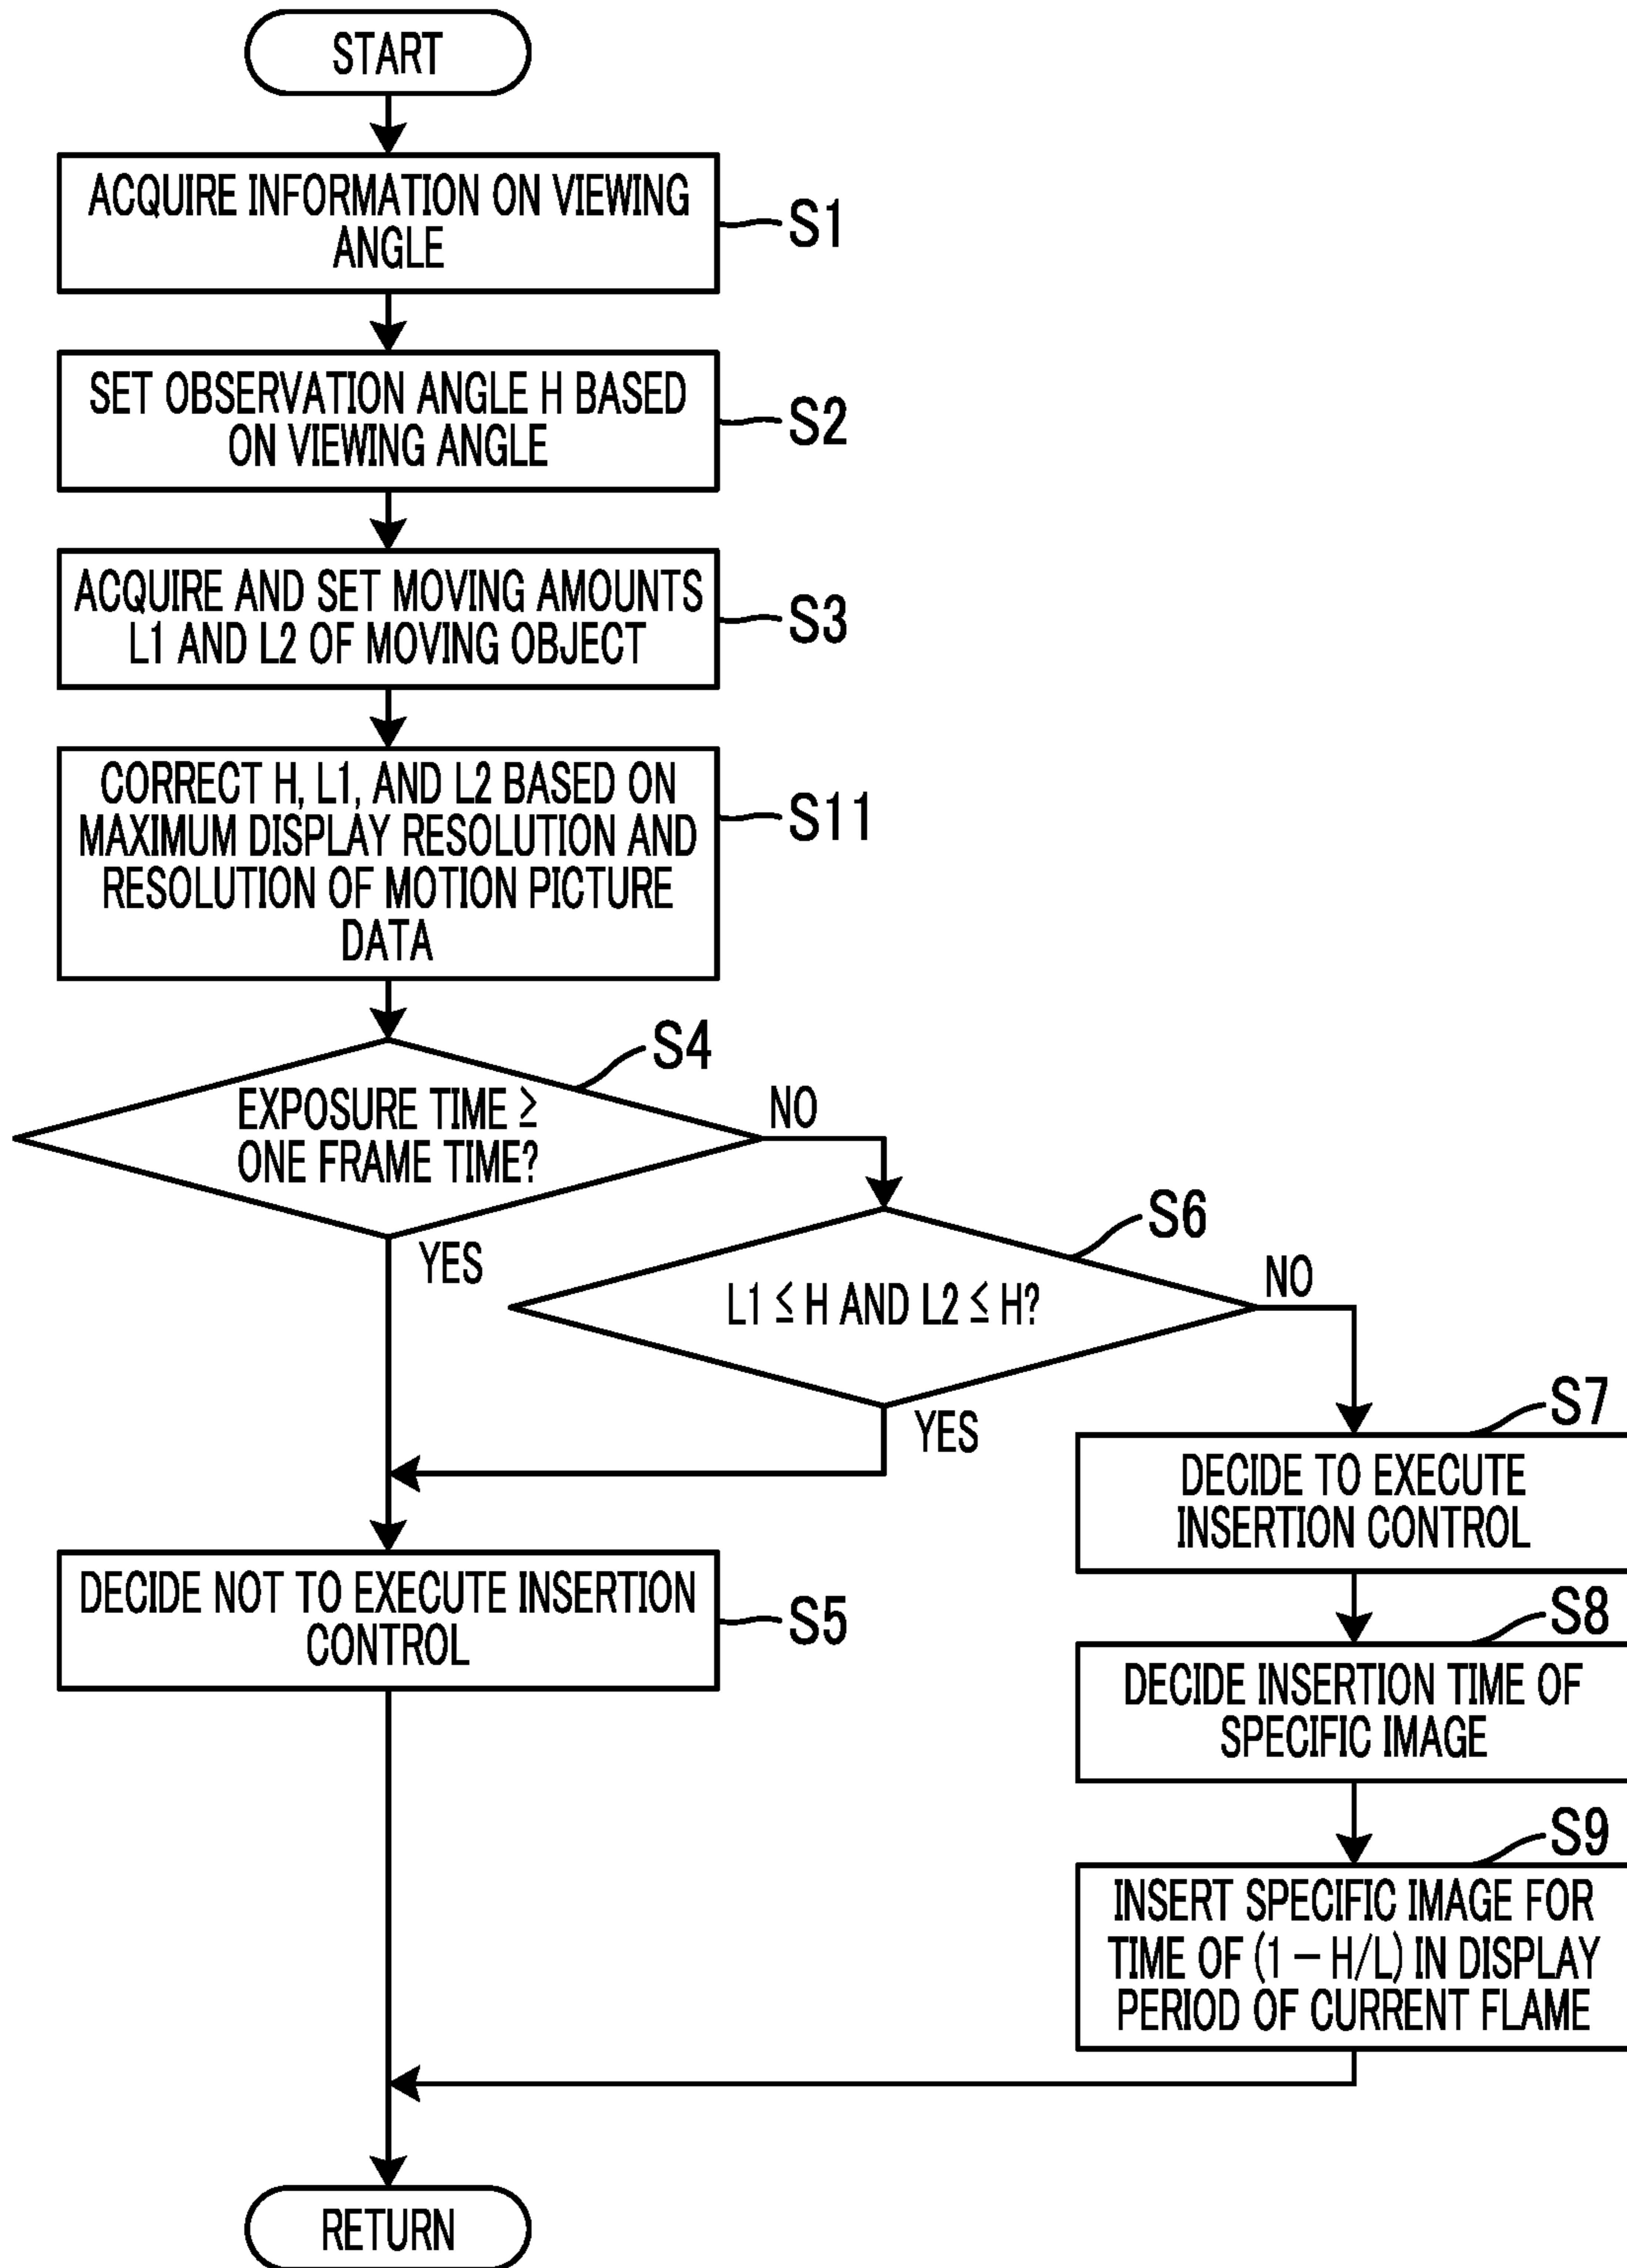 START
ACQUIRE INFORMATION ON VIEWING
ANGLE
S1
SET OBSERVATION ANGLE H BASED
ON VIEWING ANGLE
S2
ACQUIRE AND SET MOVING AMOUNTS
L1 AND L2 OF MOVING OBJECT
S3
CORRECT H, L1, AND L2 BASED ON
MAXIMUM DISPLAY RESOLUTION AND
RESOLUTION OF MOTION PICTURE
DATA
S11
S4
EXPOSURE TIME ≥
ONE FRAME TIME?
NO
YES
S6
L1 ≤ H AND L2 ≤ H?
NO
YES
S7
DECIDE TO EXECUTE
INSERTION CONTROL
DECIDE NOT TO EXECUTE INSERTION
CONTROL
S5
S8
DECIDE INSERTION TIME OF
SPECIFIC IMAGE
S9
INSERT SPECIFIC IMAGE FOR
TIME OF (1 − H/L) IN DISPLAY
PERIOD OF CURRENT FLAME
RETURN